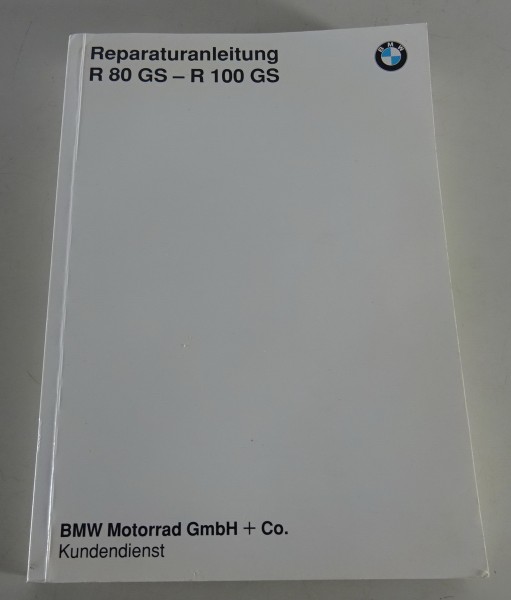 Reparaturanleitung
R 80 GS – R 100 GS
BMW
BMW Motorrad GmbH + Co.
Kundendienst